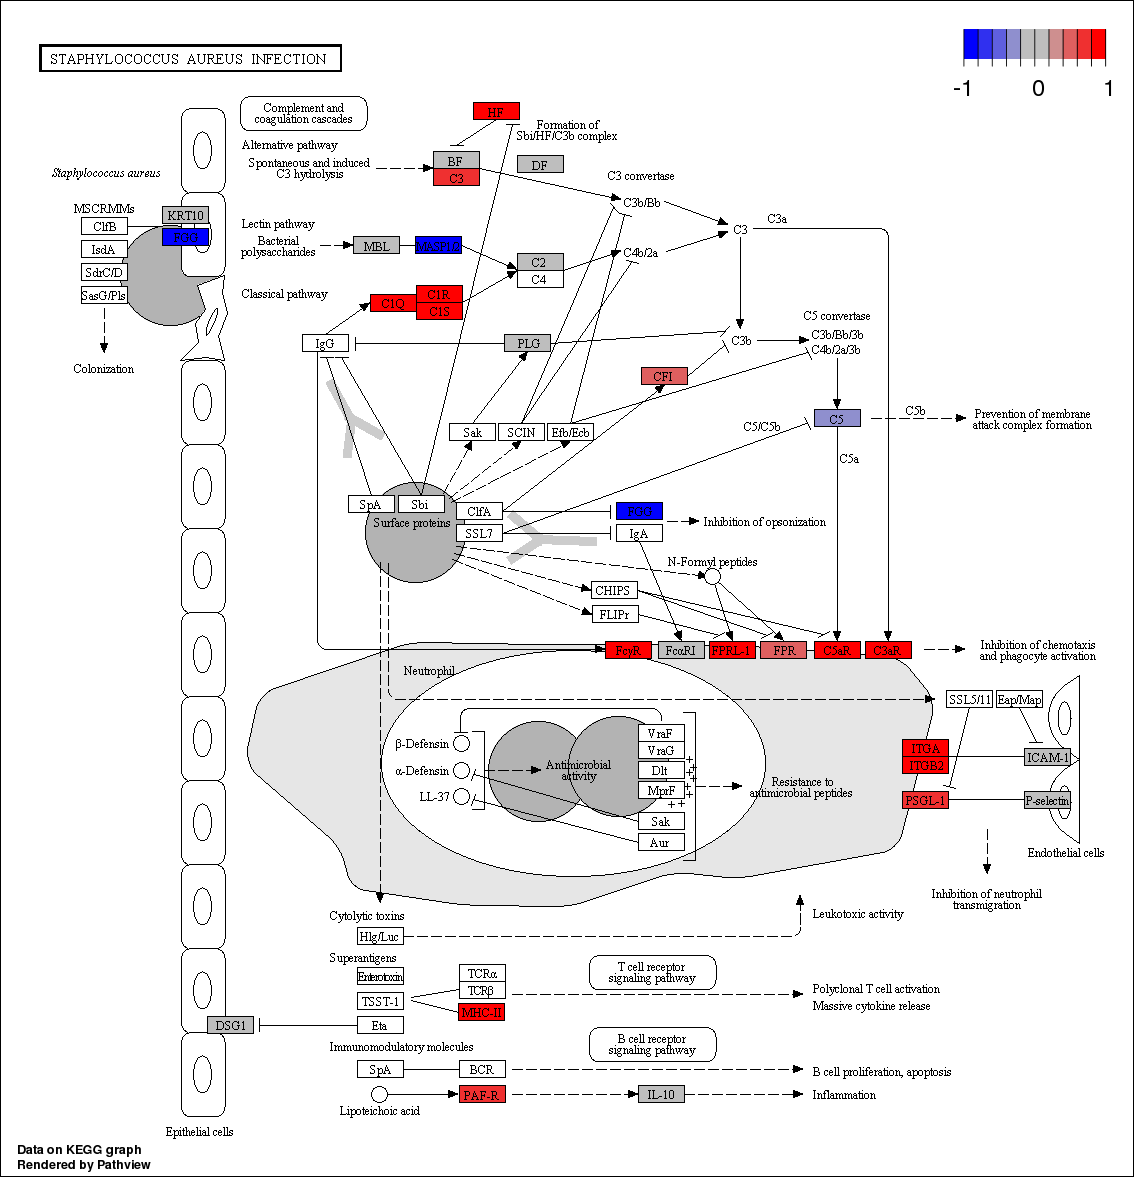 STAPHYLOCOCCUS AUREUS INFECTION
-1
0
1
Complement and
coagulation cascades
HF
Formation of
Sbi/HF/C3b complex
Alternative pathway
Spontaneous and induced
C3 hydrolysis
BF
C3
DF
C3 convertase
C3b/Bb
C3a
C3
Staphylococcus aureus
MSCRMMs
ClfB
IsdA
SdrC/D
SasG/Pls
KRT10
FGG
Colonization
Lectin pathway
Bacterial
polysaccharides
MBL
MASP1/2
C2
C4
C4b/2a
Classical pathway
C1Q
C1R
C1S
IgG
PLG
C3b
C5 convertase
C3b/Bb/3b
C4b/2a/3b
CFI
C5
C5b
Prevention of membrane
attack complex formation
C5/C5b
C5a
Sak
SCIN
Efb/Ecb
SpA
Sbi
Surface proteins
ClfA
SSL7
FGG
IgA
Inhibition of opsonization
N-Formyl peptides
CHIPS
FLIPr
FcγR
FcαRI
FPRL-1
FPR
C5aR
C3aR
Inhibition of chemotaxis
and phagocyte activation
Neutrophil
SSL5/11
Eap/Map
β-Defensin
α-Defensin
LL-37
Antimicrobial
activity
VraF
VraG
Dlt
MprF
Sak
Aur
+
+
+
+
+
+
+ +
Resistance to
antimicrobial peptides
ITGA
ITGB2
ICAM-1
PSGL-1
P-selectin
Endothelial cells
Inhibition of neutrophil
transmigration
Cytolytic toxins
Hlg/Luc
Leukotoxic activity
Superantigens
Enterotoxin
TSST-1
Eta
DSG1
TCRα
TCRβ
MHC-II
T cell receptor
signaling pathway
Polyclonal T cell activation
Massive cytokine release
Immunomodulatory molecules
SpA
BCR
B cell receptor
signaling pathway
B cell proliferation, apoptosis
Lipoteichoic acid
PAF-R
IL-10
Inflammation
Epithelial cells
Data on KEGG graph
Rendered by Pathview